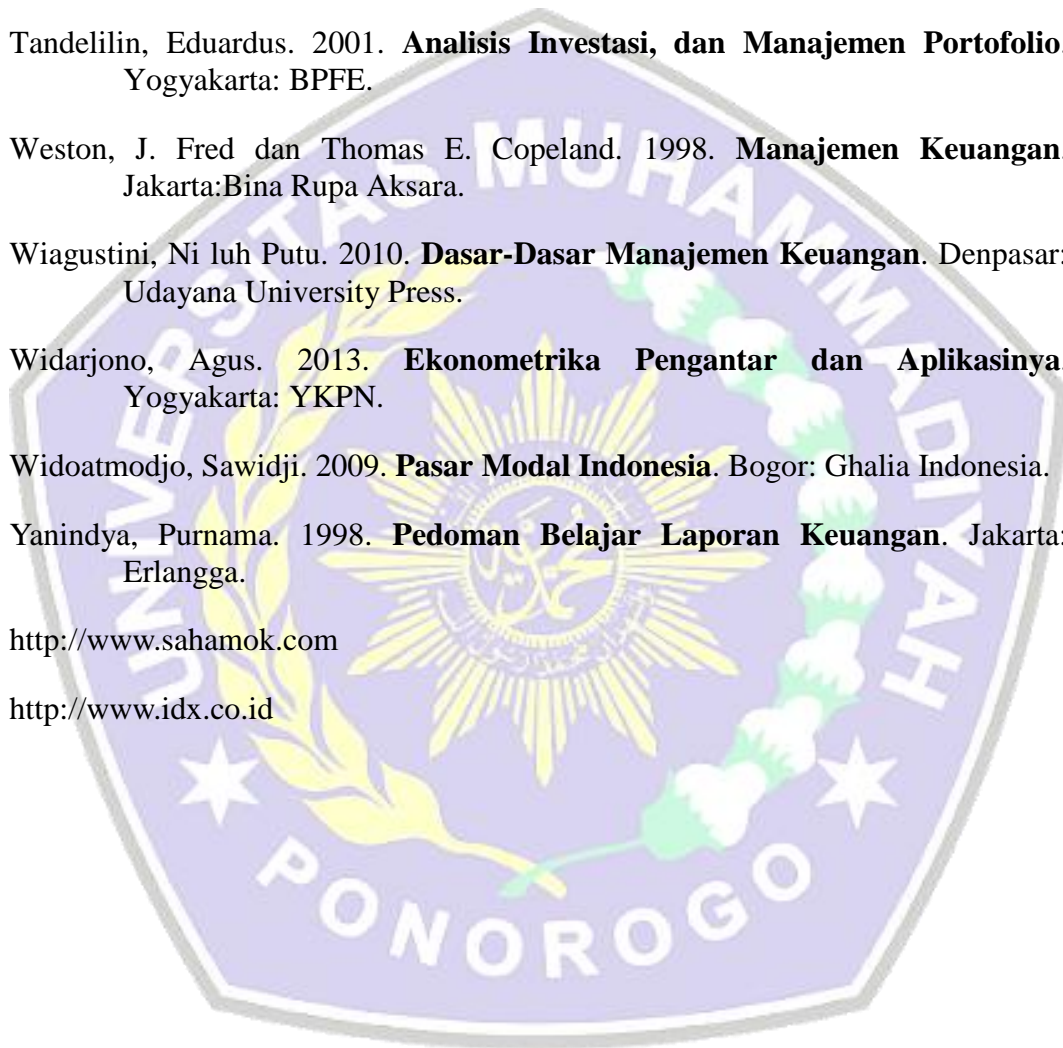 Tandelilin, Eduardus. 2001. Analisis Investasi, dan Manajemen Portofolio.
Yogyakarta: BPFE.
Weston, J. Fred dan Thomas E. Copeland. 1998. Manajemen Keuangan.
Jakarta:Bina Rupa Aksara.
Wiagustini, Ni luh Putu. 2010. Dasar-Dasar Manajemen Keuangan. Denpasar:
Udayana University Press.
Widarjono, Agus. 2013. Ekonometrika Pengantar dan Aplikasinya.
Yogyakarta: YKPN.
Widoatmodjo, Sawidji. 2009. Pasar Modal Indonesia. Bogor: Ghalia Indonesia.
Yanindya, Purnama. 1998. Pedoman Belajar Laporan Keuangan. Jakarta:
Erlangga.
http://www.sahamok.com
http://www.idx.co.id
UNIVERSITAS MUHAMMADIYAH
PONOROGO